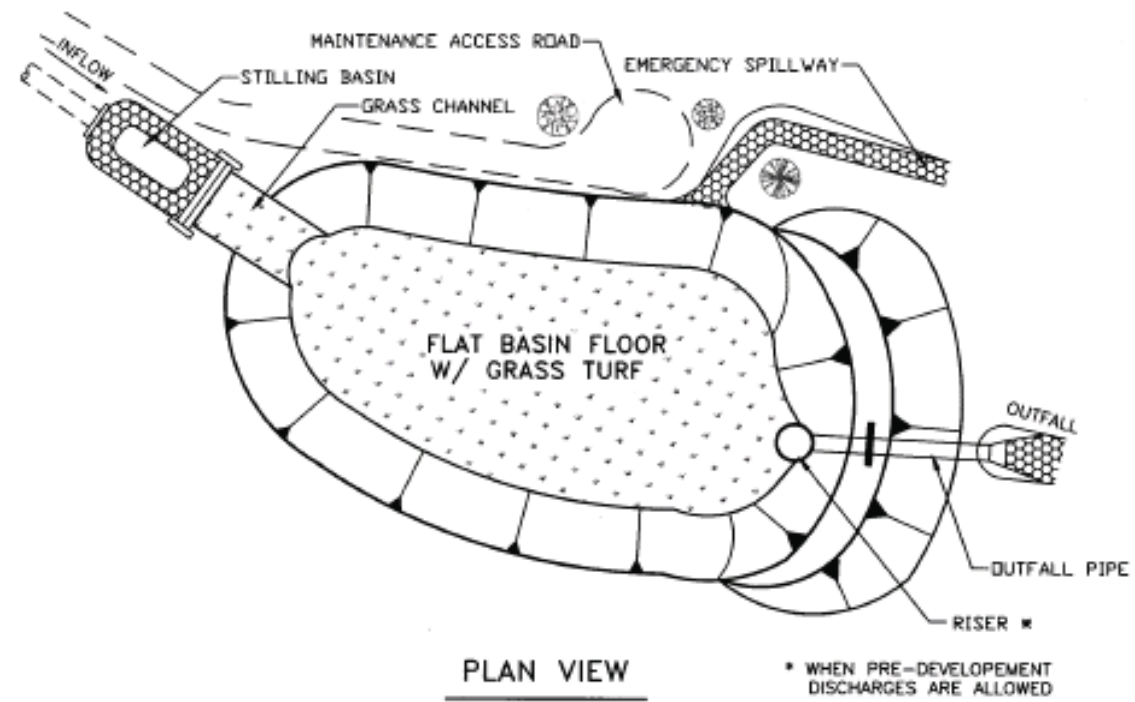 MAINTENANCE ACCESS ROAD
EMERGENCY SPILLWAY
INFLOW
STILLING BASIN
GRASS CHANNEL
FLAT BASIN FLOOR
W/ GRASS TURF
OUTFALL
OUTFALL PIPE
RISER *
PLAN VIEW
* WHEN PRE-DEVELOPEMENT
DISCHARGES ARE ALLOWED